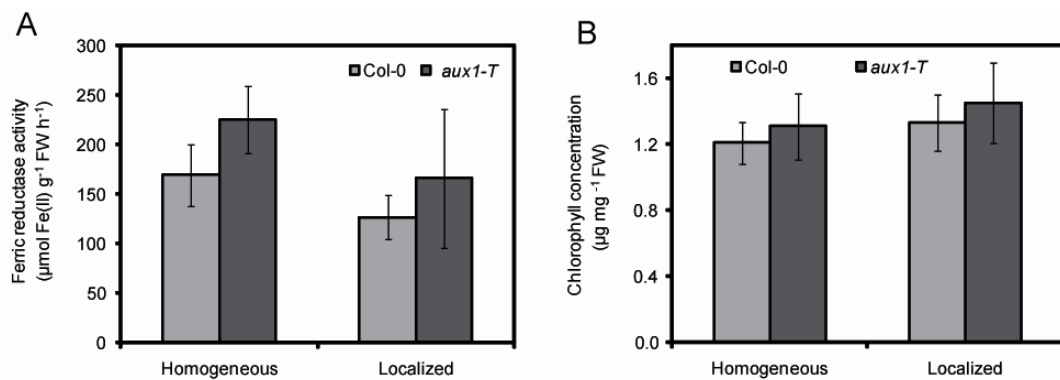 A
Ferric reductase activity
(µmol Fe(II) g⁻¹ FW h⁻¹)
300
250
200
150
100
50
0
Col-0
aux1-T
Homogeneous
Localized
B
Chlorophyll concentration
(µg mg ⁻¹ FW)
1.6
1.2
0.8
0.4
0.0
Col-0
aux1-T
Homogeneous
Localized